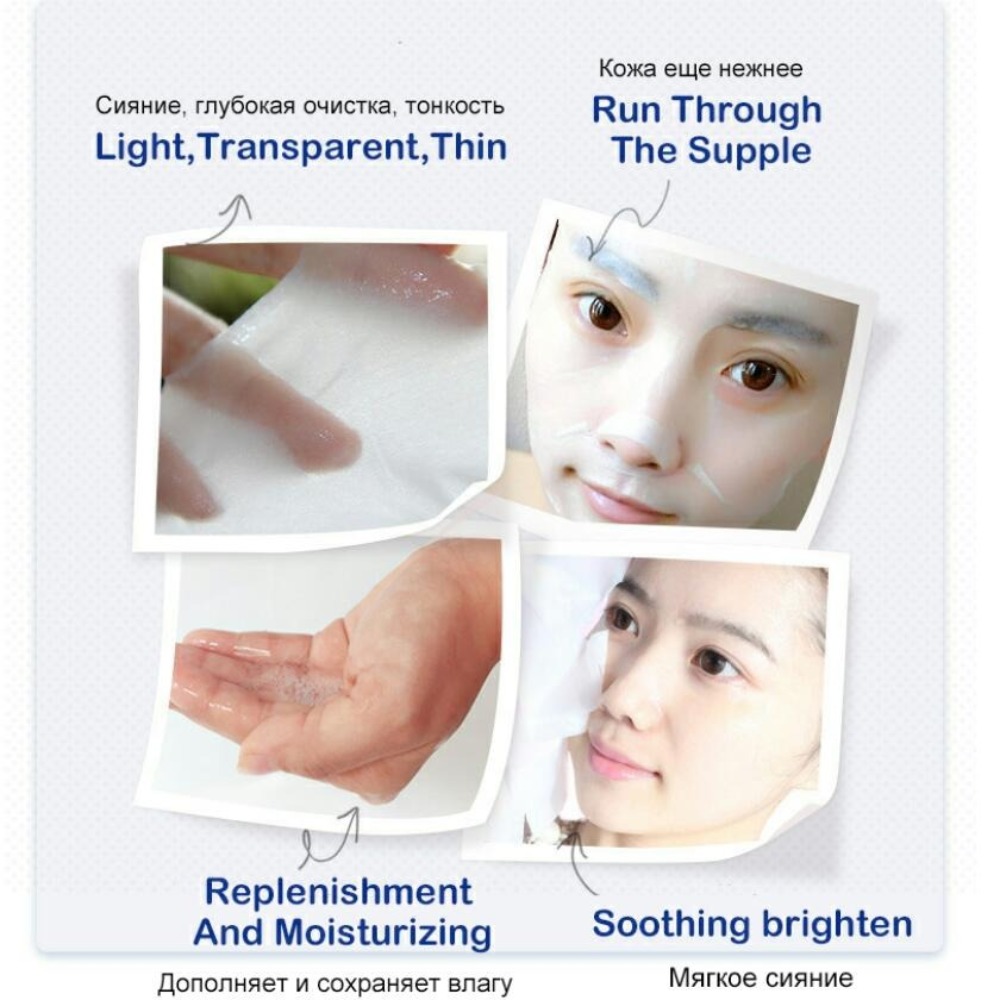 Сияние, глубокая очистка, тонкость
Light,Transparent,Thin
Кожа еще нежнее
Run Through
The Supple
Replenishment
And Moisturizing
Дополняет и сохраняет влагу
Soothing brighten
Мягкое сияние